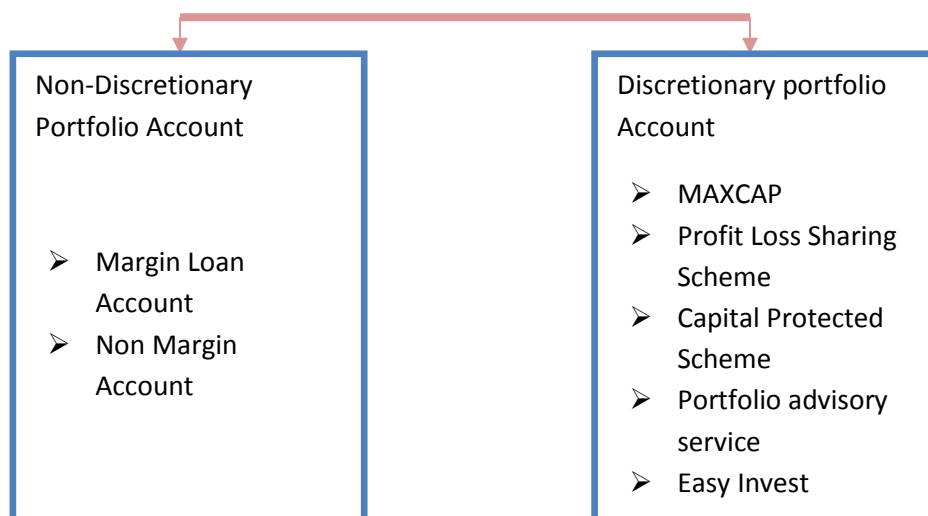 Non-Discretionary
Portfolio Account
➢ Margin Loan
Account
➢ Non Margin
Account
Discretionary portfolio
Account
➢ MAXCAP
➢ Profit Loss Sharing
Scheme
➢ Capital Protected
Scheme
➢ Portfolio advisory
service
➢ Easy Invest